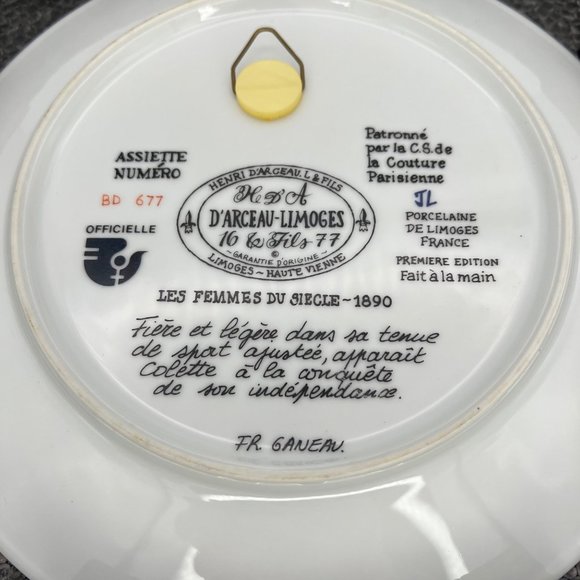 ASSIETTE
NUMÉRO
BD 677
OFFICIELLE
Patronné
par la C.S. de
la Couture
Parisienne
JL
PORCELAINE
DE LIMOGES
FRANCE
PREMIERE EDITION
Fait à la main
HENRI D'ARCEAU. L & FILS
H D A
D'ARCEAU-LIMOGES
16 & Fils 77
GARANTIE D'ORIGINE
©
LIMOGES ~ HAUTE VIENNE
LES FEMMES DU SIECLE ~ 1890
Fière et légère dans sa tenue
de sport ajustée, apparaît
Colette à la conquête
de son indépendance.
FR. GANEAU.